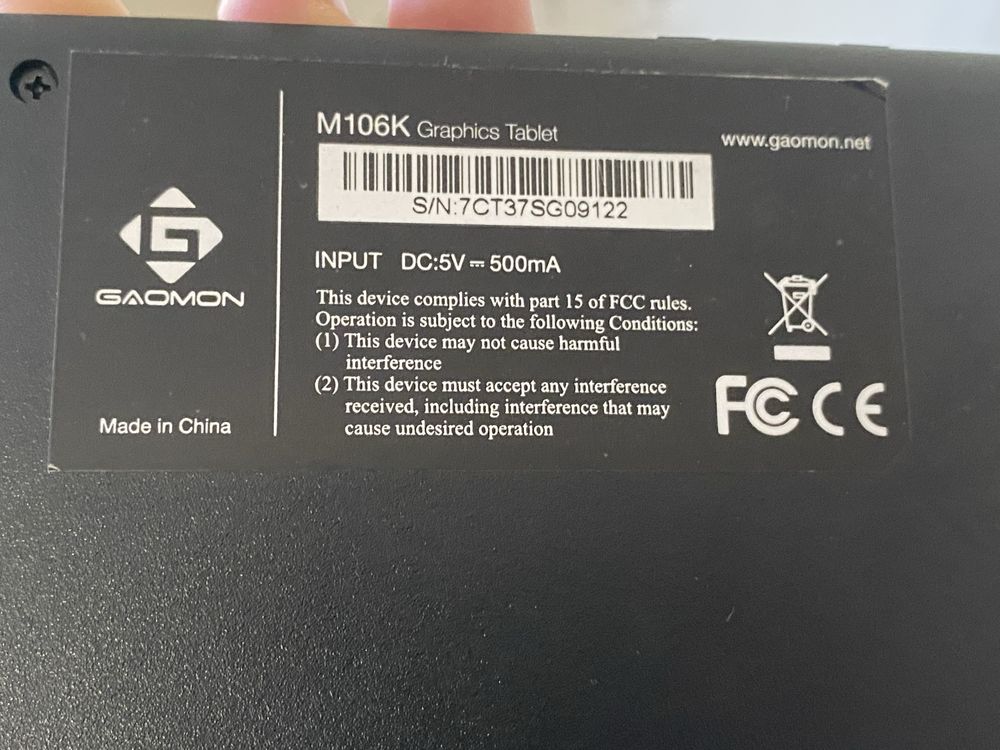 M106K Graphics Tablet
www.gaomon.net
S/N:7CT37SG09122
INPUT DC:5V⎓500mA
This device complies with part 15 of FCC rules.
Operation is subject to the following Conditions:
(1) This device may not cause harmful
interference
(2) This device must accept any interference
received, including interference that may
cause undesired operation
GAOMON
Made in China
FC CE